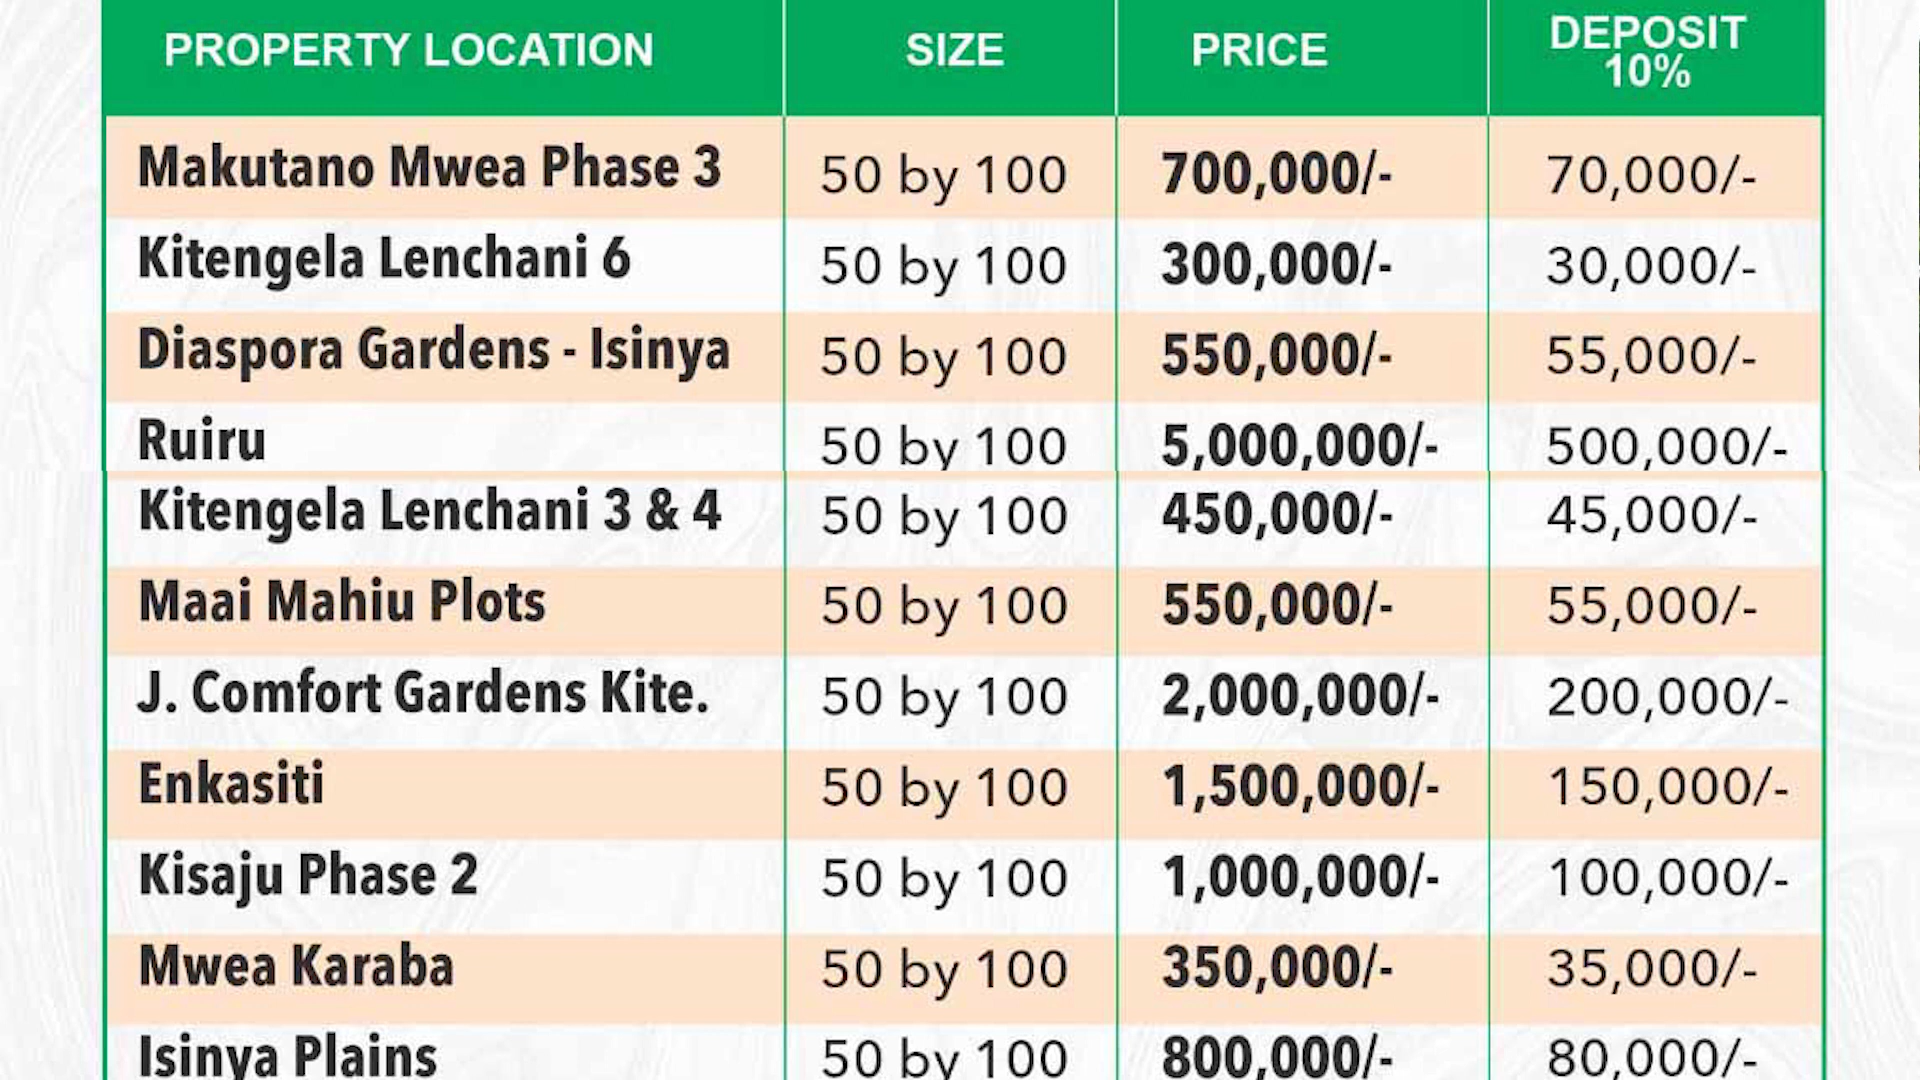 PROPERTY LOCATION SIZE PRICE DEPOSIT 10%
Makutano Mwea Phase 3 50 by 100 700,000/- 70,000/-
Kitengela Lenchani 6 50 by 100 300,000/- 30,000/-
Diaspora Gardens - Isinya 50 by 100 550,000/- 55,000/-
Ruiru 50 by 100 5,000,000/- 500,000/-
Kitengela Lenchani 3 & 4 50 by 100 450,000/- 45,000/-
Maai Mahiu Plots 50 by 100 550,000/- 55,000/-
J. Comfort Gardens Kite. 50 by 100 2,000,000/- 200,000/-
Enkasiti 50 by 100 1,500,000/- 150,000/-
Kisaju Phase 2 50 by 100 1,000,000/- 100,000/-
Mwea Karaba 50 by 100 350,000/- 35,000/-
Isinya Plains 50 by 100 800,000/- 80,000/-